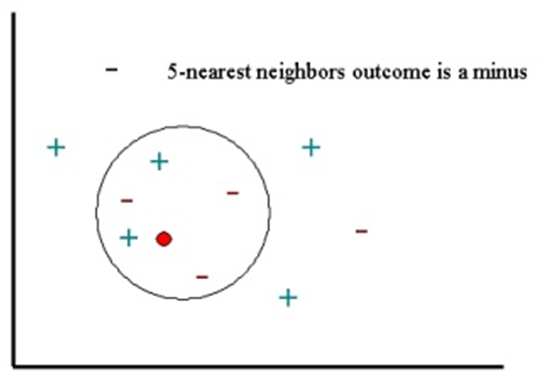 – 5-nearest neighbors outcome is a minus